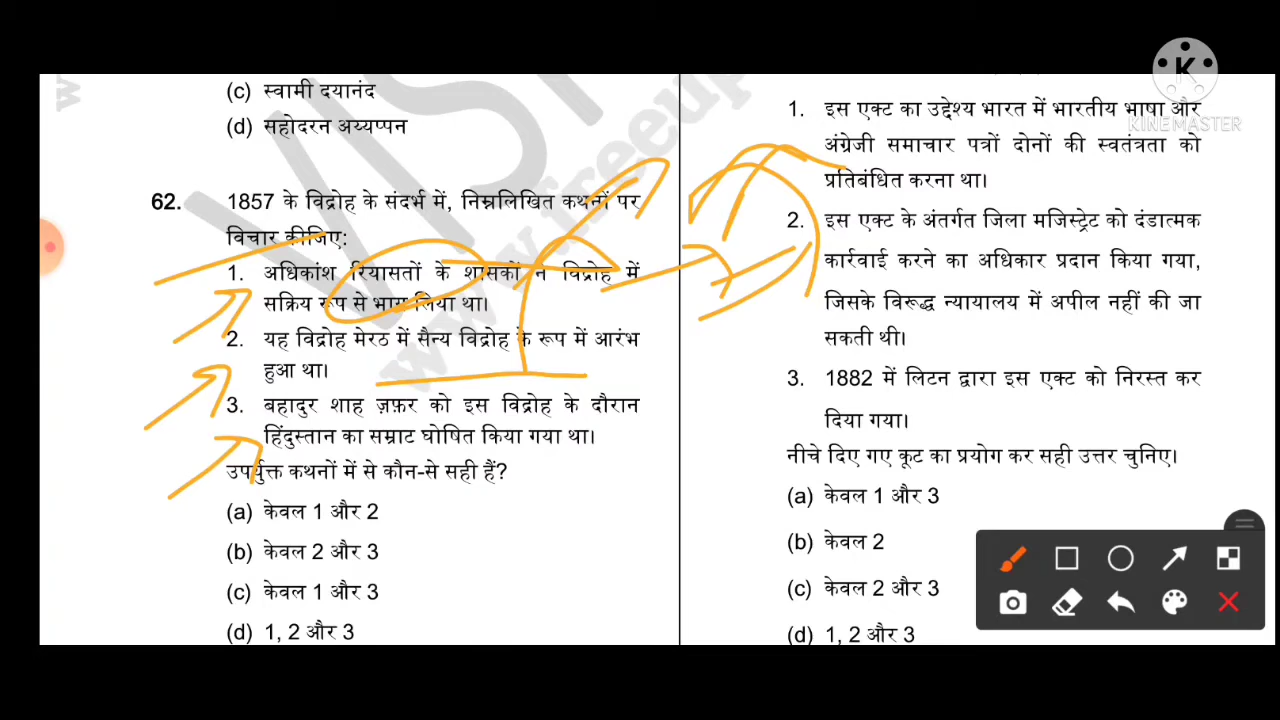 (c) स्वामी दयानंद
(d) सहोदरन अय्यप्पन
62. 1857 के विद्रोह के संदर्भ में, निम्नलिखित कथनों पर
विचार कीजिए:
1. अधिकांश रियासतों के शासकों ने विद्रोह में
सक्रिय रूप से भाग लिया था।
2. यह विद्रोह मेरठ में सैन्य विद्रोह के रूप में आरंभ
हुआ था।
3. बहादुर शाह ज़फ़र को इस विद्रोह के दौरान
हिंदुस्तान का सम्राट घोषित किया गया था।
उपर्युक्त कथनों में से कौन-से सही हैं?
(a) केवल 1 और 2
(b) केवल 2 और 3
(c) केवल 1 और 3
(d) 1, 2 और 3
1. इस एक्ट का उद्देश्य भारत में भारतीय भाषा और
अंग्रेजी समाचार पत्रों दोनों की स्वतंत्रता को
प्रतिबंधित करना था।
2. इस एक्ट के अंतर्गत जिला मजिस्ट्रेट को दंडात्मक
कार्रवाई करने का अधिकार प्रदान किया गया,
जिसके विरूद्ध न्यायालय में अपील नहीं की जा
सकती थी।
3. 1882 में लिटन द्वारा इस एक्ट को निरस्त कर
दिया गया।
नीचे दिए गए कूट का प्रयोग कर सही उत्तर चुनिए।
(a) केवल 1 और 3
(b) केवल 2
(c) केवल 2 और 3
(d) 1, 2 और 3
K
KINEMASTER